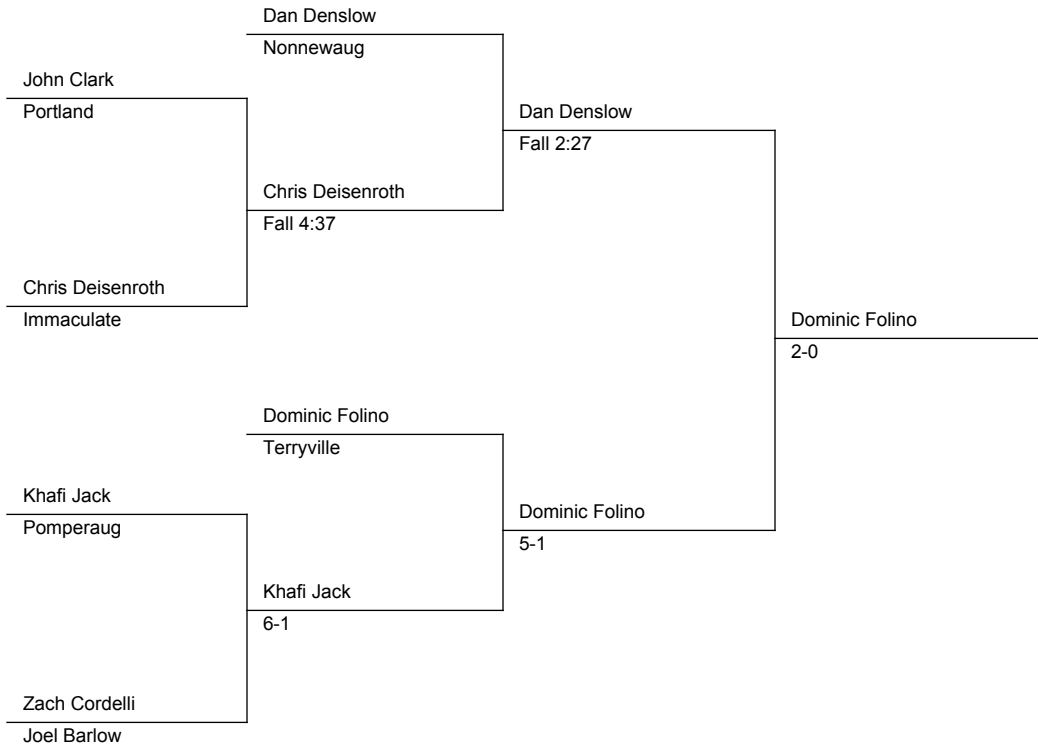 Dan Denslow
Nonnewaug
John Clark
Portland
Dan Denslow
Fall 2:27
Chris Deisenroth
Fall 4:37
Chris Deisenroth
Immaculate
Dominic Folino
2-0
Dominic Folino
Terryville
Khafi Jack
Pomperaug
Dominic Folino
5-1
Khafi Jack
6-1
Zach Cordelli
Joel Barlow